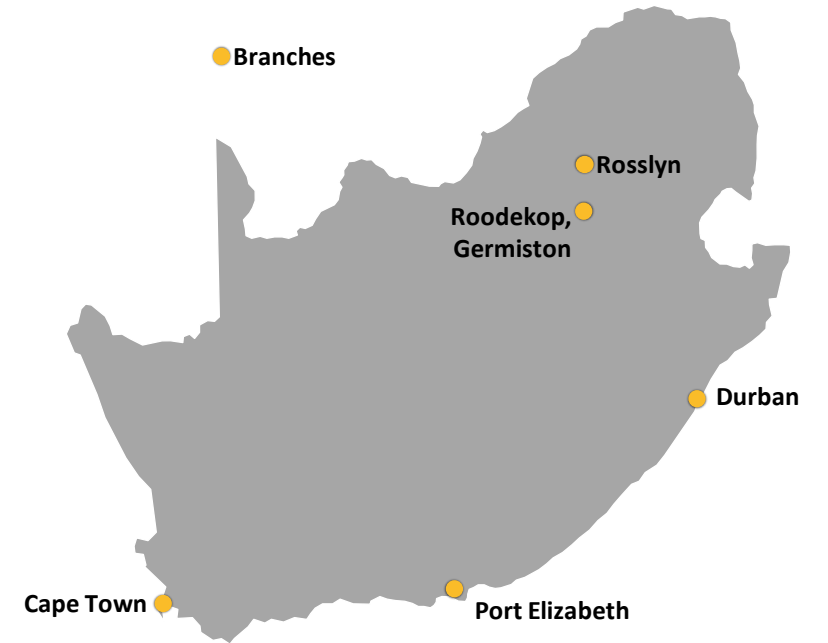 Branches
Rosslyn
Roodekop,
Germiston
Durban
Cape Town
Port Elizabeth